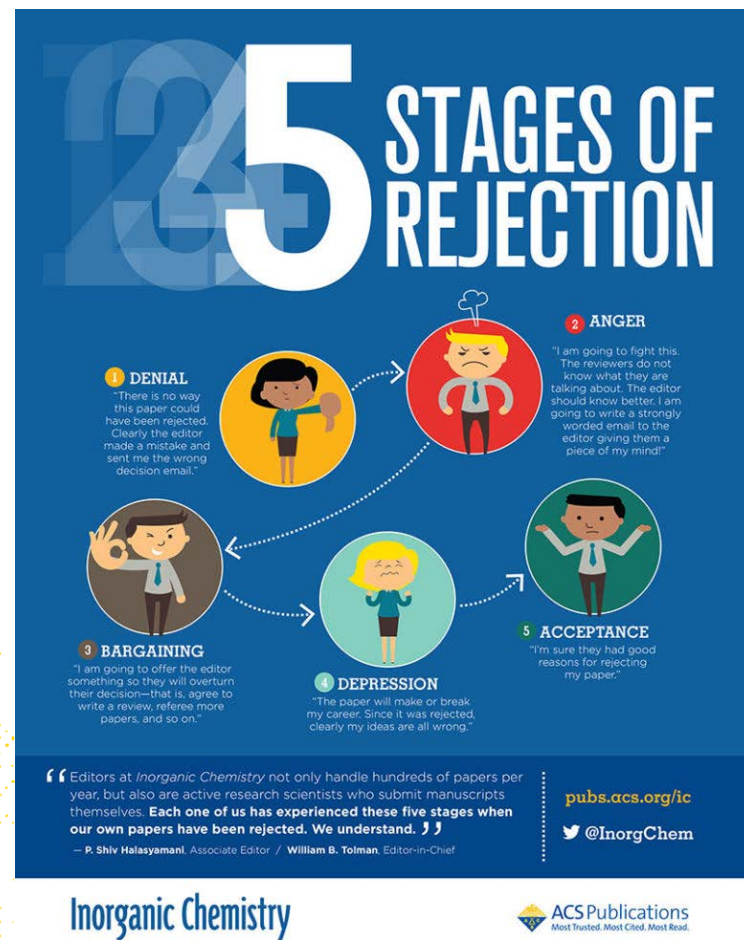 12345
STAGES OF
REJECTION
1 DENIAL
"There is no way
this paper could
have been rejected.
Clearly the editor
made a mistake and
sent me the wrong
decision email."
2 ANGER
"I am going to fight this.
The reviewers do not
know what they are
talking about. The editor
should know better. I am
going to write a strongly
worded email to the
editor giving them a
piece of my mind!"
3 BARGAINING
"I am going to offer the editor
something so they will overturn
their decision—that is, agree to
write a review, referee more
papers, and so on."
4 DEPRESSION
"The paper will make or break
my career. Since it was rejected,
clearly my ideas are all wrong."
5 ACCEPTANCE
"I'm sure they had good
reasons for rejecting
my paper."
“Editors at Inorganic Chemistry not only handle hundreds of papers per
year, but also are active research scientists who submit manuscripts
themselves. Each one of us has experienced these five stages when
our own papers have been rejected. We understand.”
— P. Shiv Halasyamani, Associate Editor / William B. Tolman, Editor-in-Chief
pubs.acs.org/ic
@InorgChem
Inorganic Chemistry
ACS Publications
Most Trusted. Most Cited. Most Read.